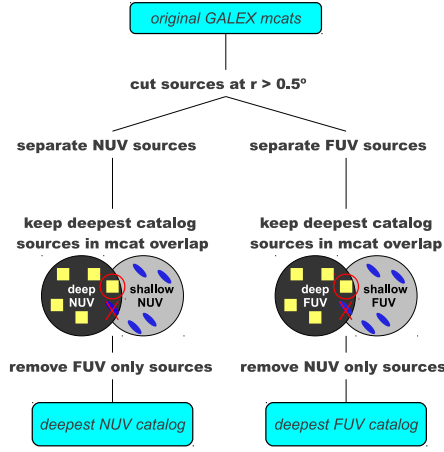 original GALEX mcats
cut sources at r > 0.5º
separate NUV sources
separate FUV sources
keep deepest catalog
sources in mcat overlap
keep deepest catalog
sources in mcat overlap
deep
NUV
shallow
NUV
deep
FUV
shallow
FUV
remove FUV only sources
remove NUV only sources
deepest NUV catalog
deepest FUV catalog